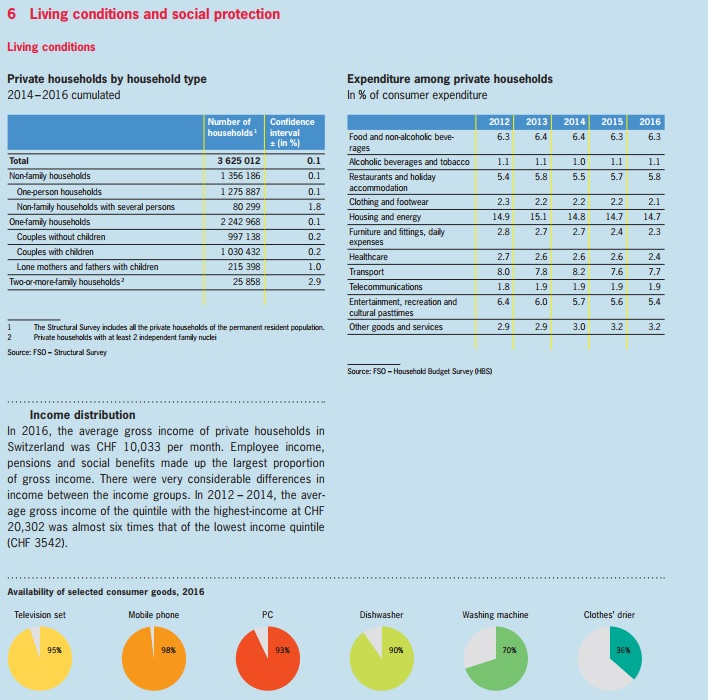 6 Living conditions and social protection
Living conditions
Private households by household type
2014–2016 cumulated
Number of households¹ Confidence interval ± (in %)
Total 3 625 012 0.1
Non-family households 1 356 186 0.1
One-person households 1 275 887 0.1
Non-family households with several persons 80 299 1.8
One-family households 2 242 968 0.1
Couples without children 997 138 0.2
Couples with children 1 030 432 0.2
Lone mothers and fathers with children 215 398 1.0
Two-or-more-family households² 25 858 2.9
1 The Structural Survey includes all the private households of the permanent resident population.
2 Private households with at least 2 independent family nuclei
Source: FSO – Structural Survey
Expenditure among private households
In % of consumer expenditure
2012 2013 2014 2015 2016
Food and non-alcoholic beve-
rages 6.3 6.4 6.4 6.3 6.3
Alcoholic beverages and tobacco 1.1 1.1 1.0 1.1 1.1
Restaurants and holiday
accommodation 5.4 5.8 5.5 5.7 5.8
Clothing and footwear 2.3 2.2 2.2 2.2 2.1
Housing and energy 14.9 15.1 14.8 14.7 14.7
Furniture and fittings, daily
expenses 2.8 2.7 2.7 2.4 2.3
Healthcare 2.7 2.6 2.6 2.6 2.4
Transport 8.0 7.8 8.2 7.6 7.7
Telecommunications 1.8 1.9 1.9 1.9 1.9
Entertainment, recreation and
cultural pasttimes 6.4 6.0 5.7 5.6 5.4
Other goods and services 2.9 2.9 3.0 3.2 3.2
Source: FSO – Household Budget Survey (HBS)
Income distribution
In 2016, the average gross income of private households in
Switzerland was CHF 10,033 per month. Employee income,
pensions and social benefits made up the largest proportion
of gross income. There were very considerable differences in
income between the income groups. In 2012 – 2014, the aver-
age gross income of the quintile with the highest-income at CHF
20,302 was almost six times that of the lowest income quintile
(CHF 3542).
Availability of selected consumer goods, 2016
Television set Mobile phone PC Dishwasher Washing machine Clothes' drier
95% 98% 93% 90% 70% 36%